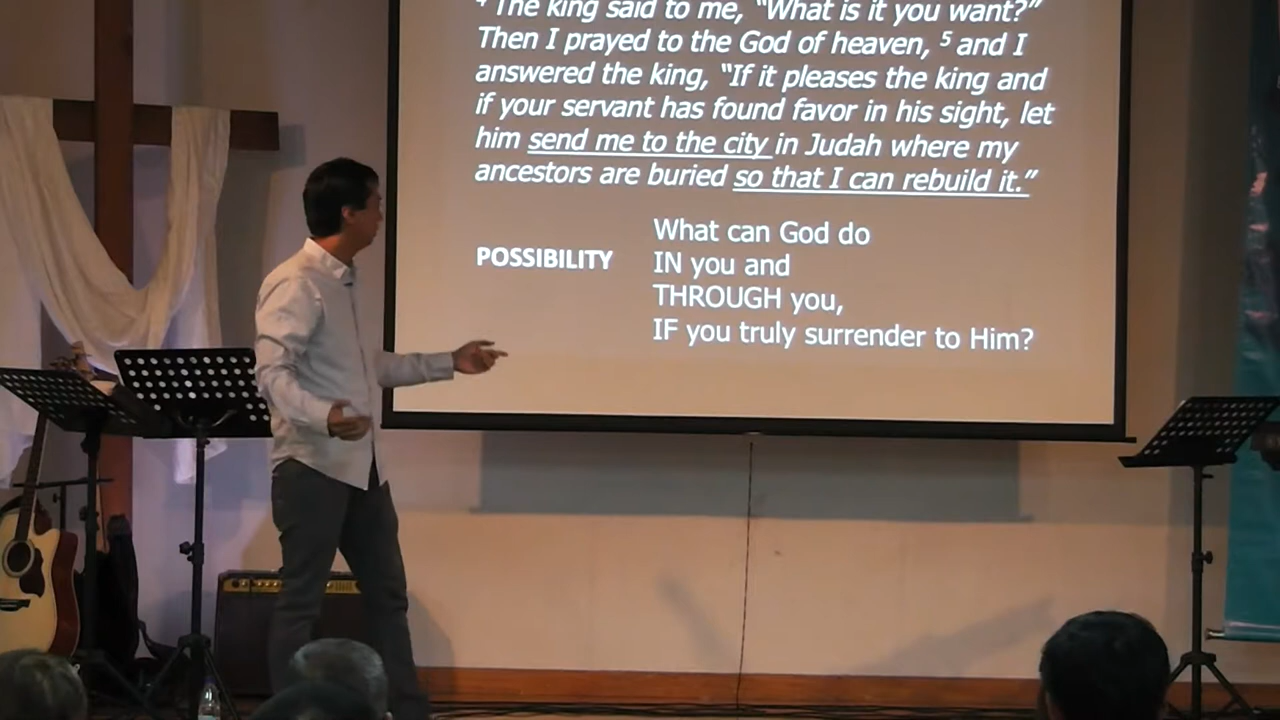 ⁴ The king said to me, “What is it you want?”
Then I prayed to the God of heaven, ⁵ and I
answered the king, “If it pleases the king and
if your servant has found favor in his sight, let
him send me to the city in Judah where my
ancestors are buried so that I can rebuild it.”
POSSIBILITY
What can God do
IN you and
THROUGH you,
IF you truly surrender to Him?